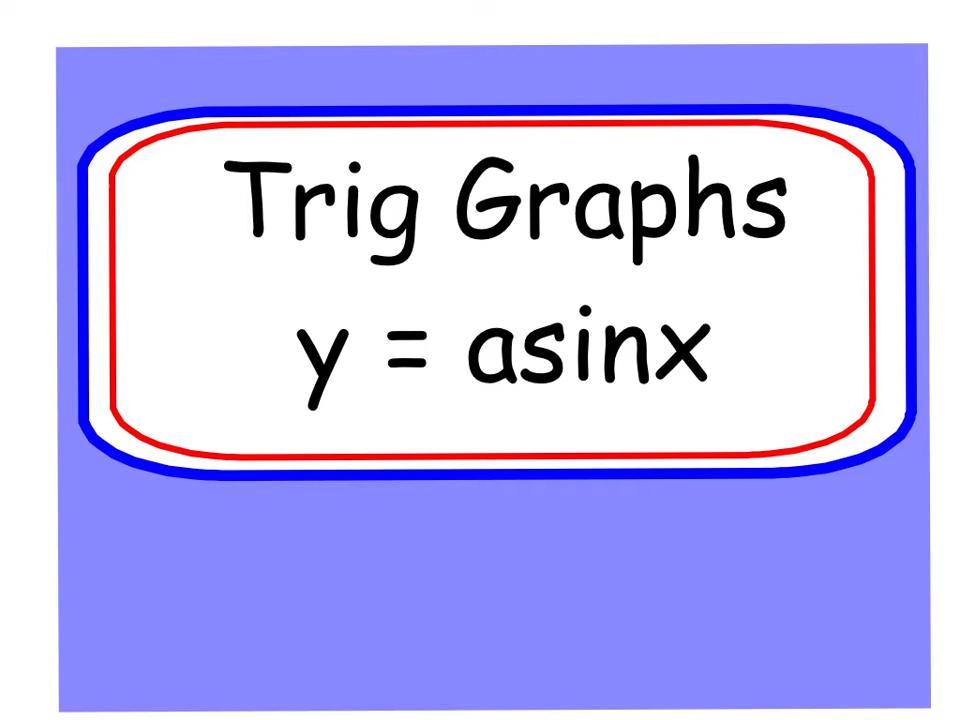 Trig Graphs
y = asinx